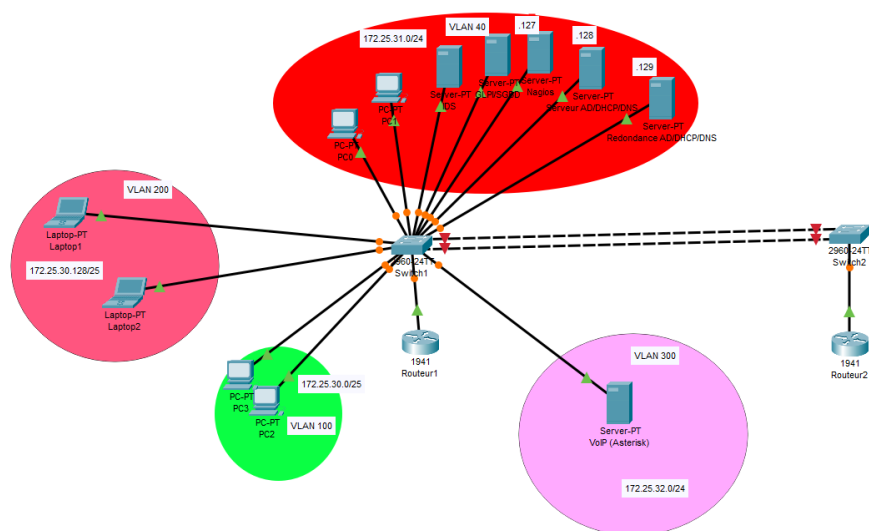 172.25.31.0/24
VLAN 40
.127
.128
.129
Server-PT
GLPI/SGBD
Server-PT
Nagios
Server-PT
Serveur AD/DHCP/DNS
Server-PT
Redondance AD/DHCP/DNS
PC-PT
PC1
PC-PT
PC0
VLAN 200
Laptop-PT
Laptop1
172.25.30.128/25
Laptop-PT
Laptop2
2960-24TT
Switch1
2960-24TT
Switch2
1941
Routeur1
1941
Routeur2
172.25.30.0/25
PC-PT
PC3
PC-PT
PC2
VLAN 100
VLAN 300
Server-PT
VoIP (Asterisk)
172.25.32.0/24